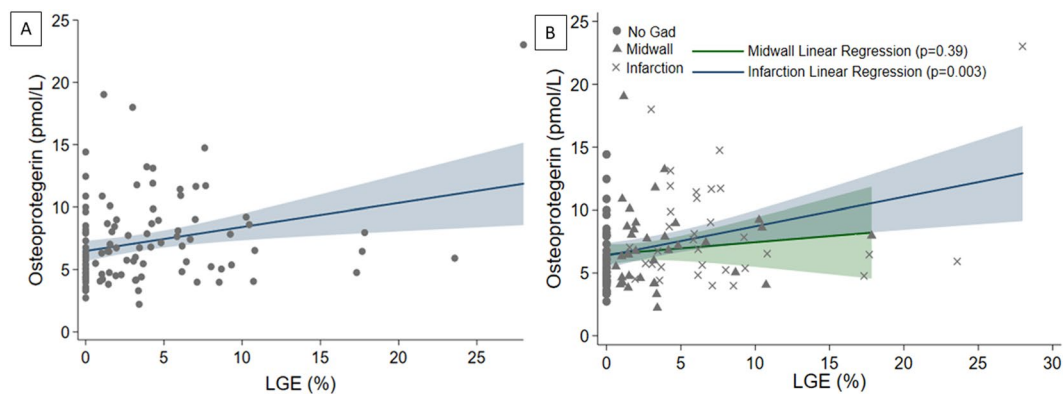 A
Osteoprotegerin (pmol/L)
25
20
15
10
5
0
0 5 10 15 20 25
LGE (%)
B
Osteoprotegerin (pmol/L)
25
20
15
10
5
0
No Gad
Midwall
Infarction
Midwall Linear Regression (p=0.39)
Infarction Linear Regression (p=0.003)
0 5 10 15 20 25 30
LGE (%)